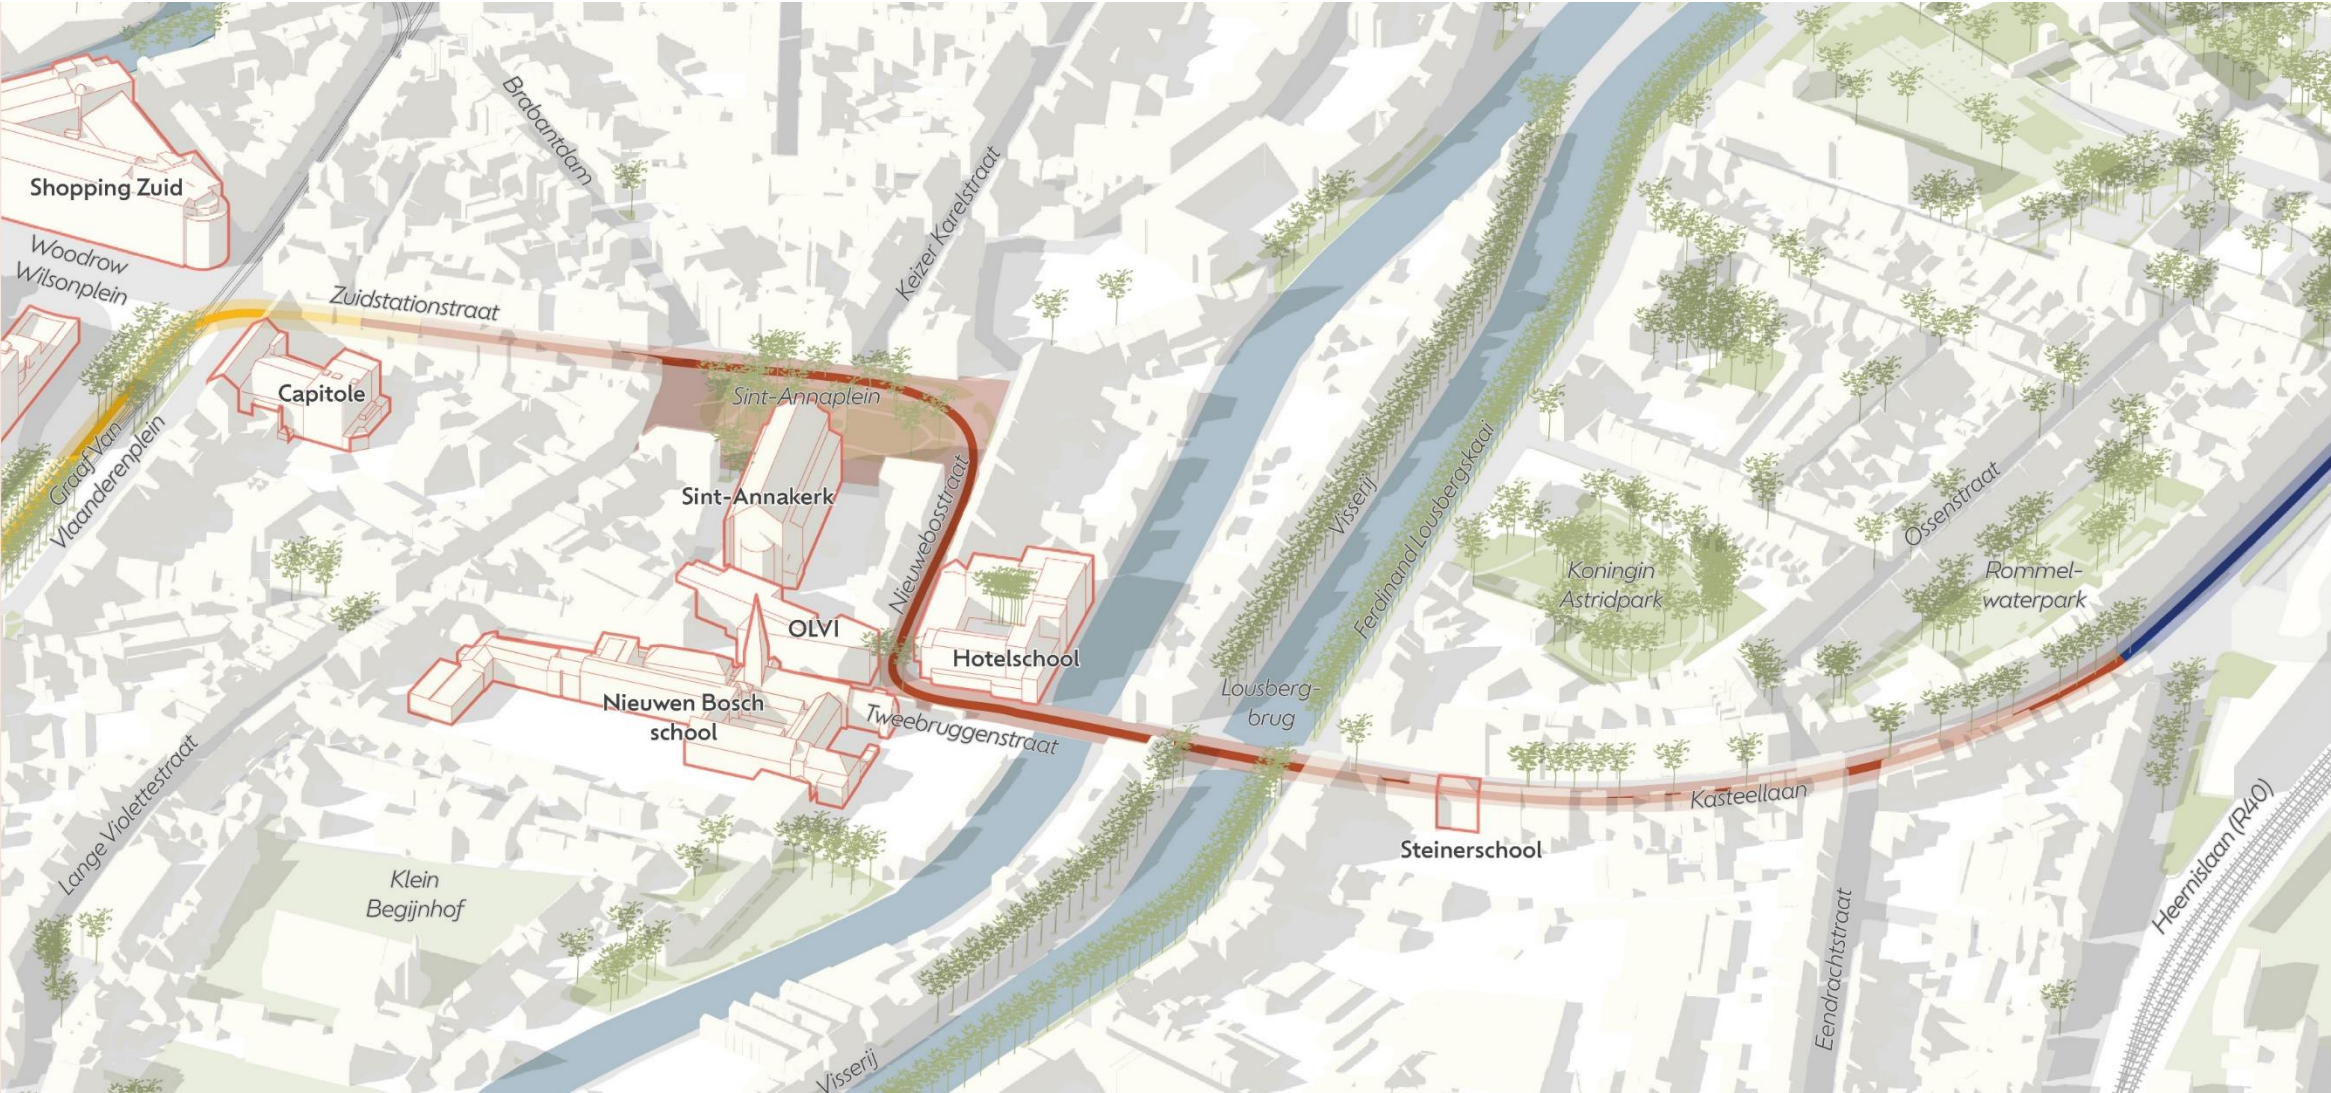 Brabantdam
Shopping Zuid
Keizer Karelstraat
Woodrow
Wilsonplein
Zuidstationstraat
Capitole
Sint-Annaplein
Graaf Van
Vlaanderenplein
Sint-Annakerk
Nieuwebosstraat
Visserij
Ferdinand Lousbergskaai
Ossenstraat
Koningin
Astridpark
Rommel-
waterpark
OLVI
Hotelschool
Nieuwen Bosch
school
Tweebruggenstraat
Lousberg-
brug
Kasteellaan
Steinerschool
Lange Violettestraat
Klein
Begijnhof
Heernislaan (R40)
Eendrachtstraat
Visserij